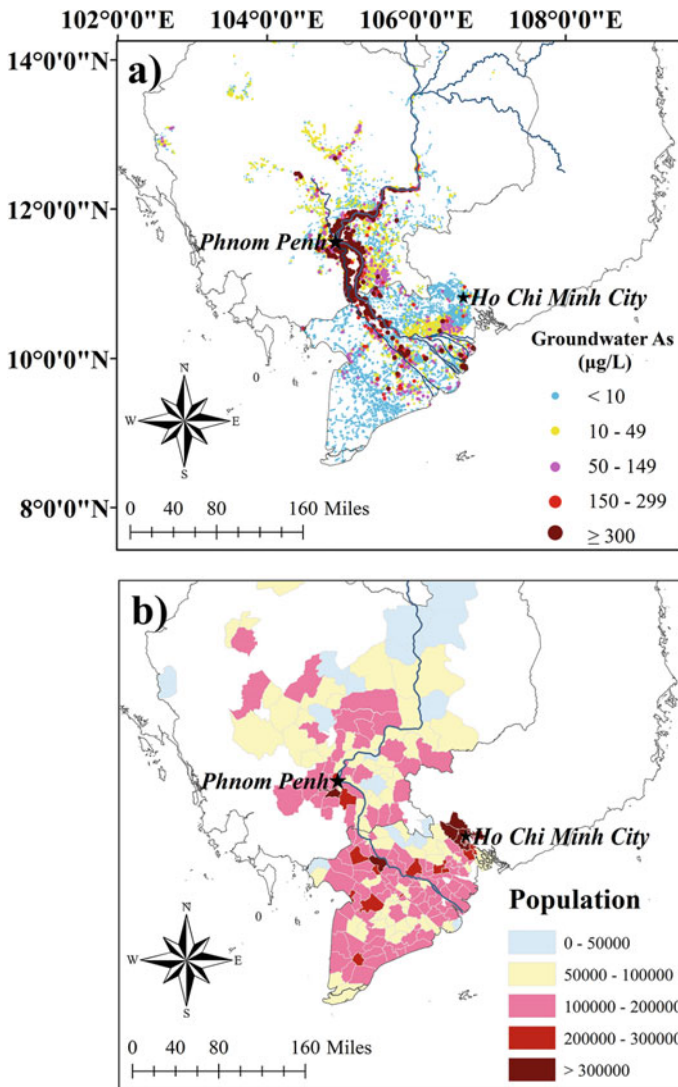 102°0'0"E 104°0'0"E 106°0'0"E 108°0'0"E
14°0'0"N
a)
12°0'0"N
Phnom Penh
Ho Chi Minh City
10°0'0"N
8°0'0"N
Groundwater As
(µg/L)
< 10
10 - 49
50 - 149
150 - 299
≥ 300
N
W E
S
0 40 80 160 Miles
b)
Phnom Penh
Ho Chi Minh City
Population
0 - 50000
50000 - 100000
100000 - 200000
200000 - 300000
> 300000
N
W E
S
0 40 80 160 Miles